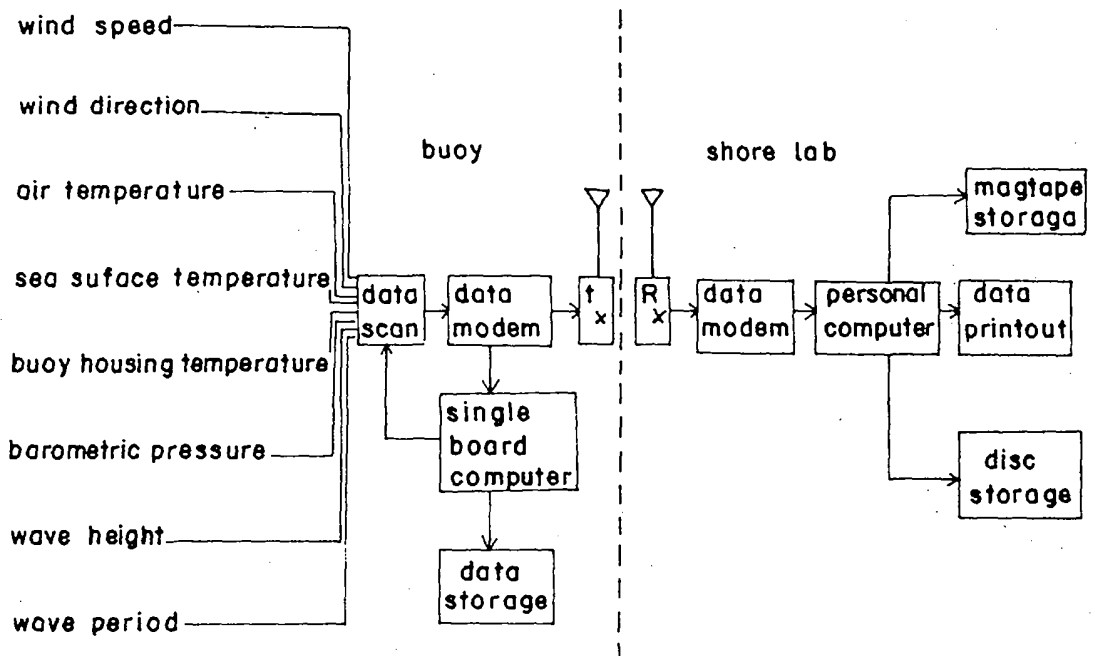 wind speed
wind direction
air temperature
sea suface temperature
buoy housing temperature
barometric pressure
wave height
wave period
buoy
data
scan
data
modem
t
x
single
board
computer
data
storage
shore lab
R
x
data
modem
personal
computer
magtape
storaga
data
printout
disc
storage